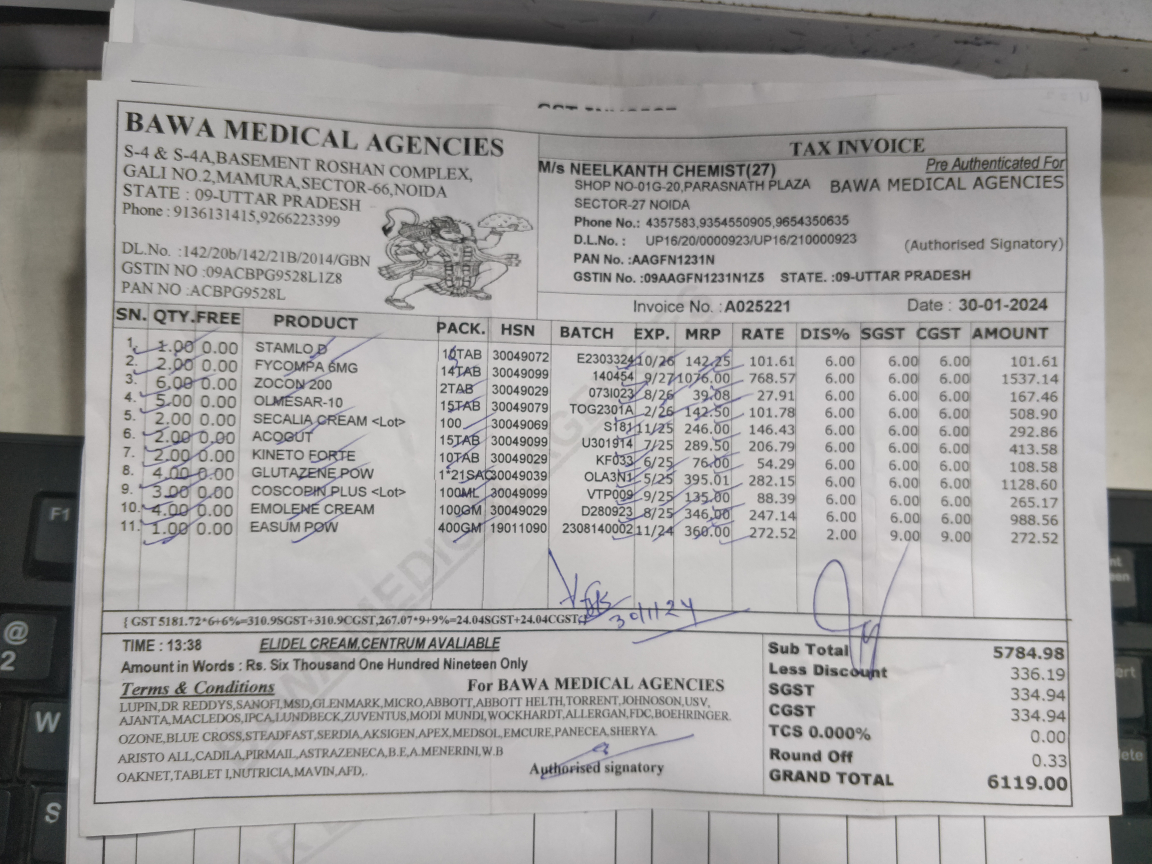 BAWA MEDICAL AGENCIES
S-4 & S-4A,BASEMENT ROSHAN COMPLEX,
GALI NO.2,MAMURA,SECTOR-66,NOIDA
STATE : 09-UTTAR PRADESH
Phone : 9136131415,9266223399
DL.No. :142/20b/142/21B/2014/GBN
GSTIN NO :09ACBPG9528L1Z8
PAN NO :ACBPG9528L
TAX INVOICE
M/s NEELKANTH CHEMIST(27)
SHOP NO-01G-20,PARASNATH PLAZA
SECTOR-27 NOIDA
Phone No.: 4357583,9354550905,9654350635
D.L.No. : UP16/20/0000923/UP16/210000923
PAN No. :AAGFN1231N
GSTIN No. :09AAGFN1231N1Z5 STATE. :09-UTTAR PRADESH
Pre Authenticated For
BAWA MEDICAL AGENCIES
(Authorised Signatory)
Invoice No. : A025221 Date : 30-01-2024
SN. QTY. FREE PRODUCT PACK. HSN BATCH EXP. MRP RATE DIS% SGST CGST AMOUNT
1. 1.00 0.00 STAMLO D 10TAB 30049072 E2303324 10/26 142.25 101.61 6.00 6.00 6.00 101.61
2. 2.00 0.00 FYCOMPA 6MG 14TAB 30049099 140454 9/27 1076.00 768.57 6.00 6.00 6.00 1537.14
3. 6.00 0.00 ZOCON 200 2TAB 30049029 073I023 8/26 39.08 27.91 6.00 6.00 6.00 167.46
4. 5.00 0.00 OLMESAR-10 15TAB 30049079 TOG2301A 2/26 142.50 101.78 6.00 6.00 6.00 508.90
5. 2.00 0.00 SECALIA CREAM <Lot> 100 30049069 S181 11/25 246.00 146.43 6.00 6.00 6.00 292.86
6. 2.00 0.00 ACOGUT 15TAB 30049099 U301914 7/25 289.50 206.79 6.00 6.00 6.00 413.58
7. 2.00 0.00 KINETO FORTE 10TAB 30049029 KF033 6/25 76.00 54.29 6.00 6.00 6.00 108.58
8. 4.00 0.00 GLUTAZENE POW 1*21SAC 30049039 OLA3N1 5/25 395.01 282.15 6.00 6.00 6.00 1128.60
9. 3.00 0.00 COSCOBIN PLUS <Lot> 100ML 30049099 VTP009 9/25 135.00 88.39 6.00 6.00 6.00 265.17
10. 4.00 0.00 EMOLENE CREAM 100GM 30049029 D280923 8/25 346.00 247.14 6.00 6.00 6.00 988.56
11. 1.00 0.00 EASUM POW 400GM 19011090 2308140002 11/24 360.00 272.52 2.00 9.00 9.00 272.52
30/1/24
{ GST 5181.72*6+6%=310.9SGST+310.9CGST,267.07*9+9%=24.04SGST+24.04CGST,
TIME : 13:38 ELIDEL CREAM,CENTRUM AVALIABLE
Amount in Words : Rs. Six Thousand One Hundred Nineteen Only
Terms & Conditions For BAWA MEDICAL AGENCIES
LUPIN,DR REDDYS,SANOFI,MSD,GLENMARK,MICRO,ABBOTT,ABBOTT HELTH,TORRENT,JOHNOSON,USV,
AJANTA,MACLEDOS,IPCA,LUNDBECK,ZUVENTUS,MODI MUNDI,WOCKHARDT,ALLERGAN,FDC,BOEHRINGER.
OZONE,BLUE CROSS,STEADFAST,SERDIA,AKSIGEN,APEX,MEDSOL,EMCURE,PANECEA,SHERYA.
ARISTO ALL,CADILA,PIRMAIL,ASTRAZENECA,B.E.A.MENERINI,W.B
OAKNET,TABLET I,NUTRICIA,MAVIN,AFD,.
Authorised signatory
Sub Total 5784.98
Less Discount 336.19
SGST 334.94
CGST 334.94
TCS 0.000% 0.00
Round Off 0.33
GRAND TOTAL 6119.00
F1
@
2
W
S